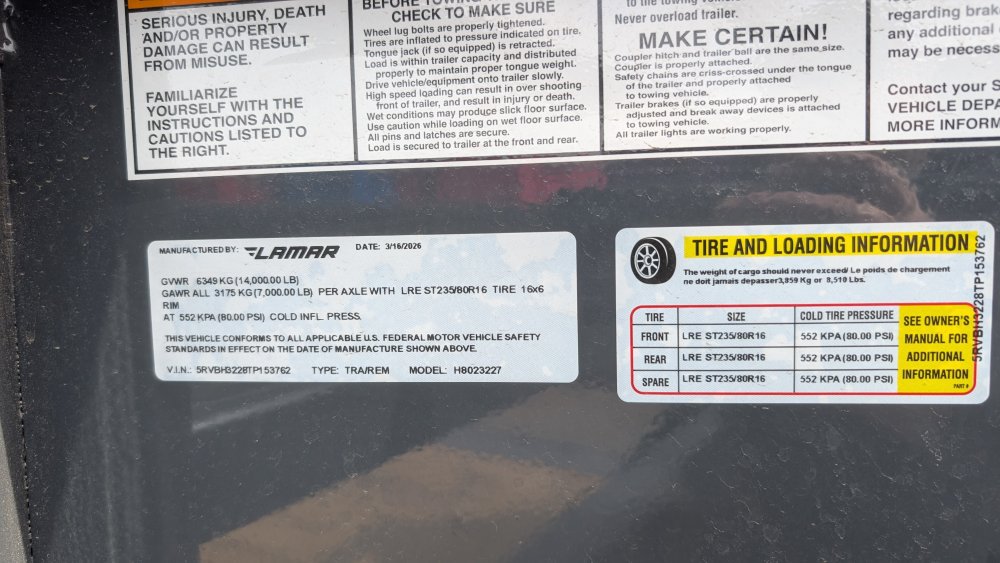 SERIOUS INJURY, DEATH
AND/OR PROPERTY
DAMAGE CAN RESULT
FROM MISUSE.
FAMILIARIZE
YOURSELF WITH THE
INSTRUCTIONS AND
CAUTIONS LISTED TO
THE RIGHT.
BEFORE TOWING
CHECK TO MAKE SURE
Wheel lug bolts are properly tightened.
Tires are inflated to pressure indicated on tire.
Tongue jack (if so equipped) is retracted.
Load is within trailer capacity and distributed
properly to maintain proper tongue weight.
Drive vehicle/equipment onto trailer slowly.
High speed loading can result in over shooting
front of trailer, and result in injury or death.
Wet conditions may produce slick floor surface.
Use caution while loading on wet floor surface.
All pins and latches are secure.
Load is secured to trailer at the front and rear.
to the towing
Never overload trailer.
MAKE CERTAIN!
Coupler hitch and trailer ball are the same size.
Coupler is properly attached.
Safety chains are criss-crossed under the tongue
of the trailer and properly attached
to towing vehicle.
Trailer brakes (if so equipped) are properly
adjusted and break away devices is attached
to towing vehicle.
All trailer lights are working properly.
regarding
any additional
may be
Contact your
VEHICLE
MORE
MANUFACTURED BY: LAMAR DATE: 3/16/2026
GVWR 6349 KG (14,000.00 LB)
GAWR ALL 3175 KG (7,000.00 LB) PER AXLE WITH LRE ST235/80R16 TIRE 16x6
RIM
AT 552 KPA (80.00 PSI) COLD INFL. PRESS.
THIS VEHICLE CONFORMS TO ALL APPLICABLE U.S. FEDERAL MOTOR VEHICLE SAFETY
STANDARDS IN EFFECT ON THE DATE OF MANUFACTURE SHOWN ABOVE.
V.I.N.: 5RVBH3228TP153762 TYPE: TRA/REM MODEL: H8023227
TIRE AND LOADING INFORMATION
The weight of cargo should never exceed/ Le poids de chargement
ne doit jamais depasser3,859 Kg or 8,510 Lbs.
TIRE SIZE COLD TIRE PRESSURE
FRONT LRE ST235/80R16 552 KPA (80.00 PSI)
REAR LRE ST235/80R16 552 KPA (80.00 PSI)
SPARE LRE ST235/80R16 552 KPA (80.00 PSI)
SEE OWNER'S
MANUAL FOR
ADDITIONAL
INFORMATION
PART #
5RVBH3228TP153762